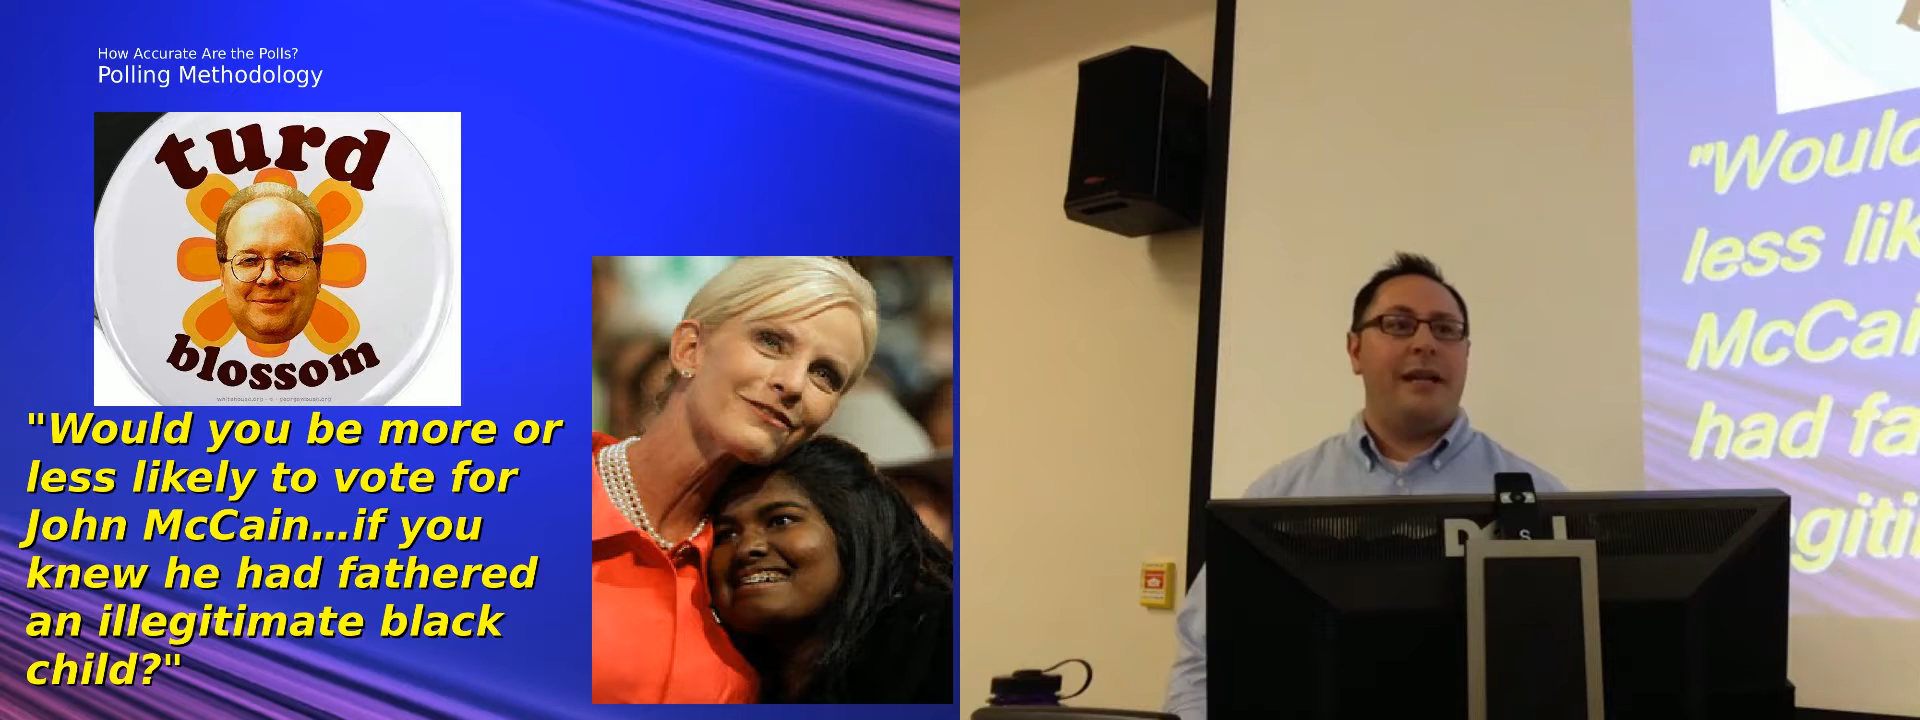 How Accurate Are the Polls?
Polling Methodology
turd
blossom
"Would you be more or
less likely to vote for
John McCain...if you
knew he had fathered
an illegitimate black
child?"
"Would
less lik
McCai
had fa
egiti